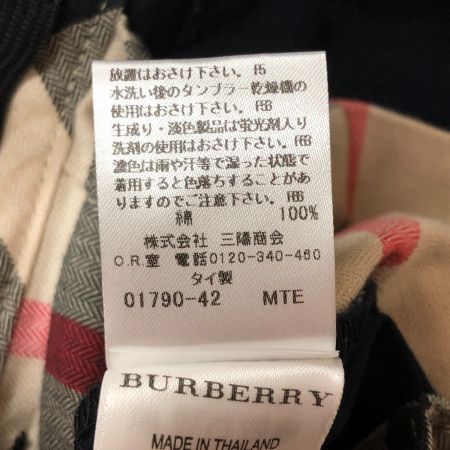 放置はおさけ下さい。F5
水洗い後のタンブラー乾燥機の
使用はおさけ下さい。FEB
生成り・淡色製品は蛍光剤入り
洗剤の使用はおさけ下さい。FEB
濃色は雨や汗等で湿った状態で
着用すると色落ちすることがあ
りますのでご注意下さい。FEB
綿 100%
株式会社 三陽商会
C.R室 電話0120-340-460
タイ製
01790-42 MTE
BURBERRY
MADE IN THAILAND